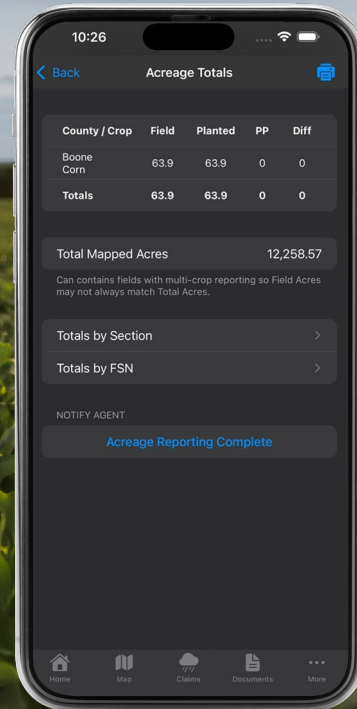 10:26
Back Acreage Totals
County / Crop Field Planted PP Diff
Boone
Corn 63.9 63.9 0 0
Totals 63.9 63.9 0 0
Total Mapped Acres 12,258.57
Can contains fields with multi-crop reporting so Field Acres
may not always match Total Acres.
Totals by Section
Totals by FSN
NOTIFY AGENT
Acreage Reporting Complete
Home Map Claims Documents More